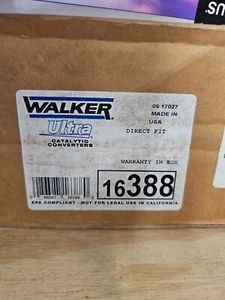 WALKER
Ultra
CATALYTIC
CONVERTERS
09 17027
MADE IN
USA
DIRECT FIT
WARRANTY IN BOX
16388
EPA COMPLIANT - NOT FOR LEGAL USE IN CALIFORNIA